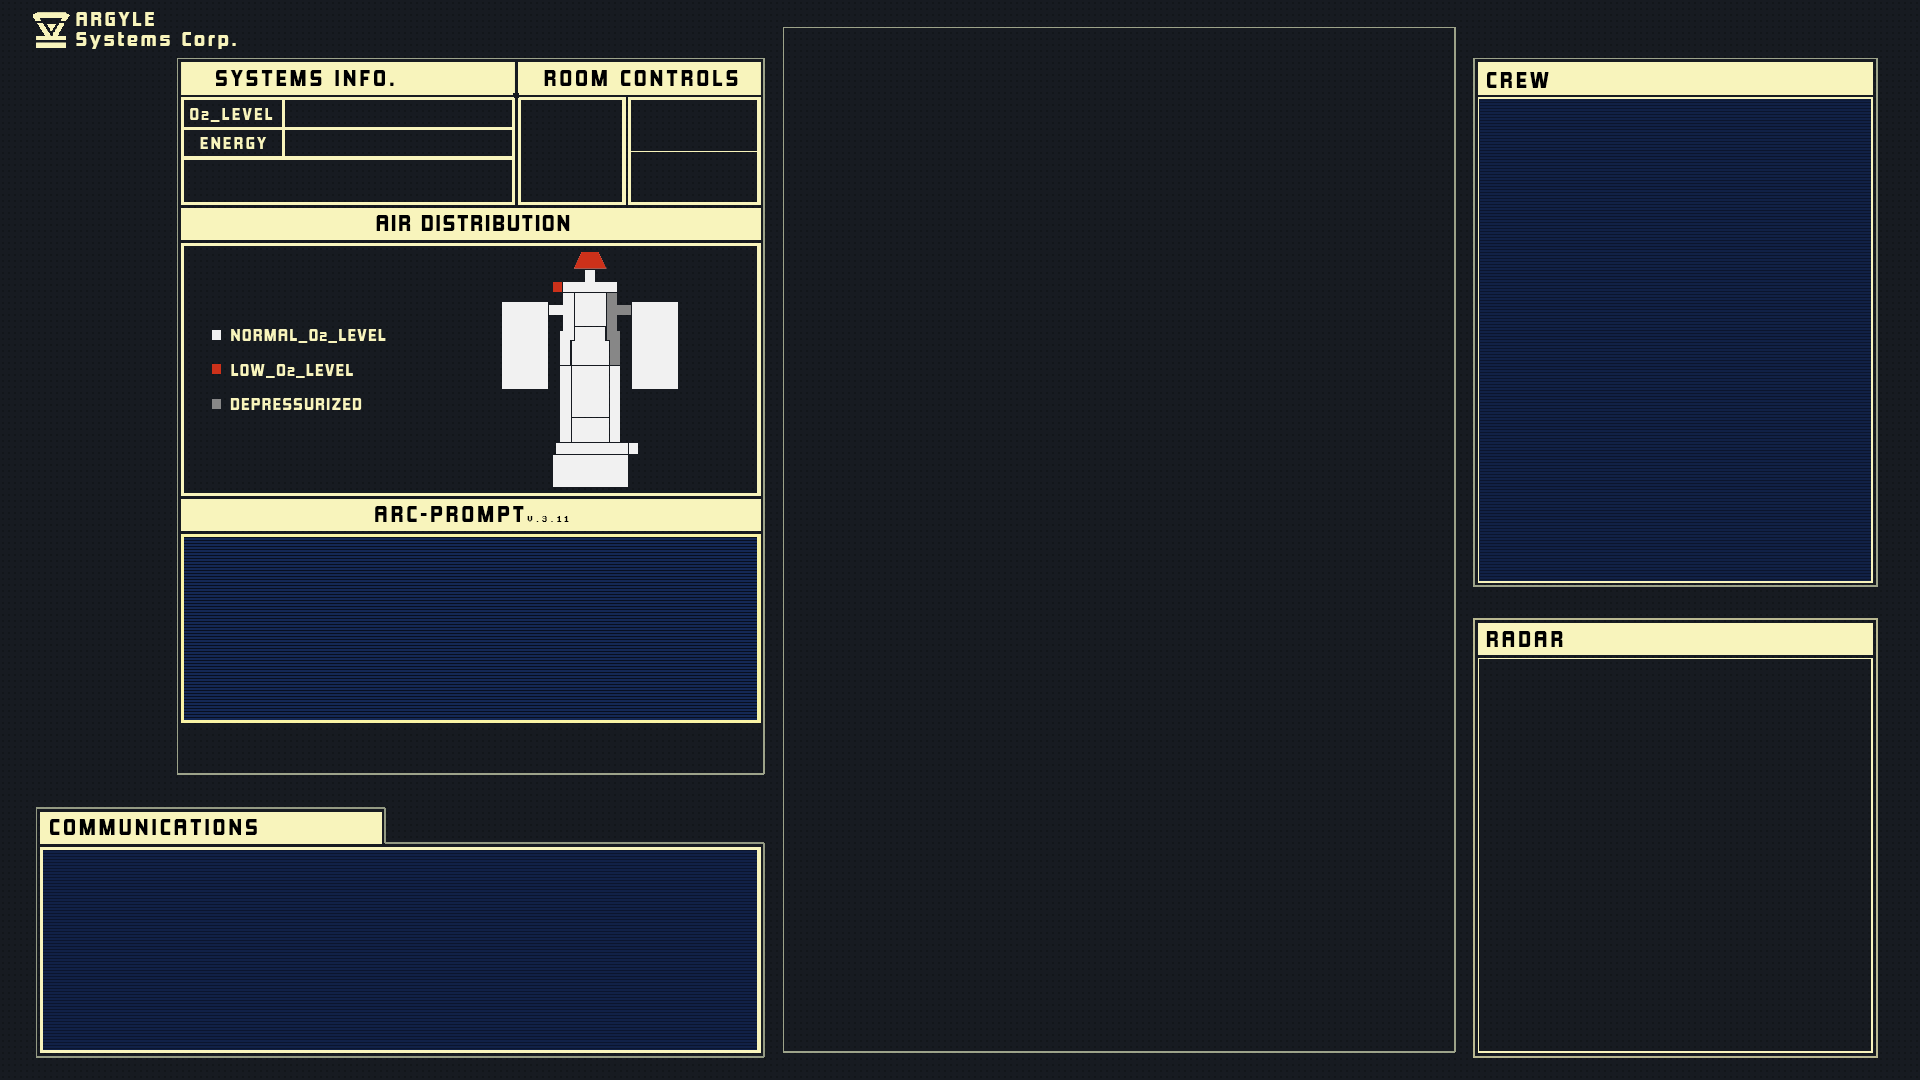 ARGYLE
Systems Corp.
SYSTEMS INFO.
ROOM CONTROLS
O2_LEVEL
ENERGY
AIR DISTRIBUTION
NORMAL_O2_LEVEL
LOW_O2_LEVEL
DEPRESSURIZED
ARC-PROMPT V.3.11
COMMUNICATIONS
CREW
RADAR